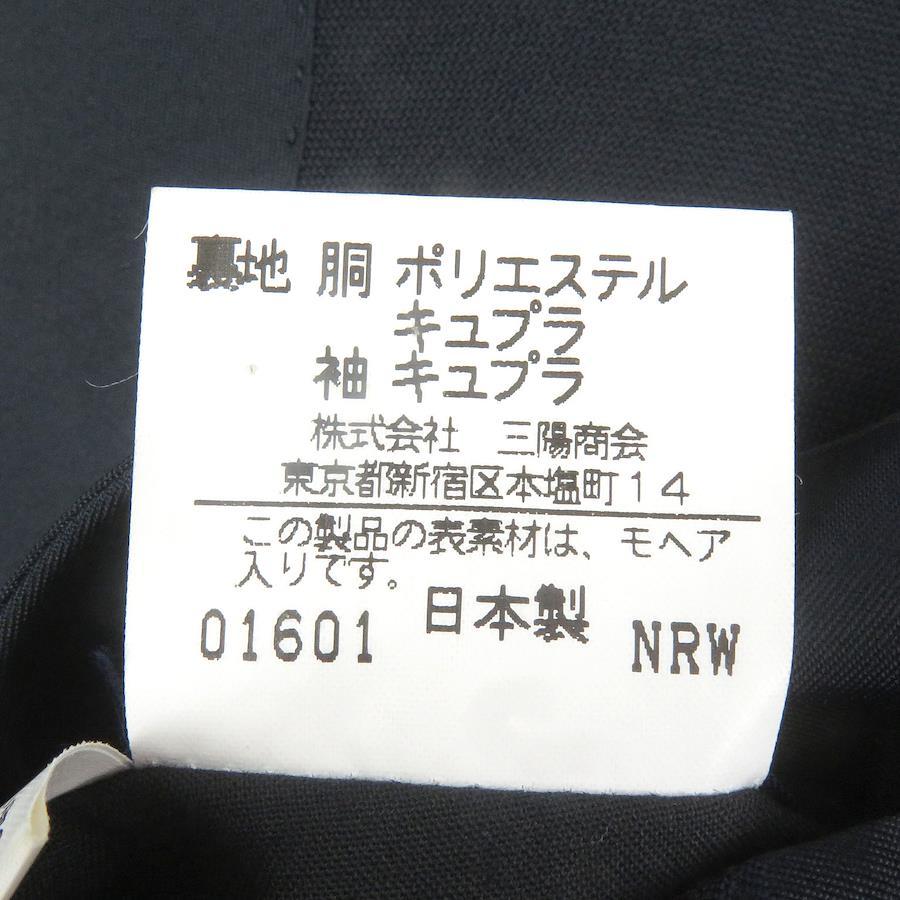 裏地 胴 ポリエステル
キュプラ
袖 キュプラ
株式会社 三陽商会
東京都新宿区本塩町14
この製品の表素材は、モヘア
入りです。
日本製
01601 NRW